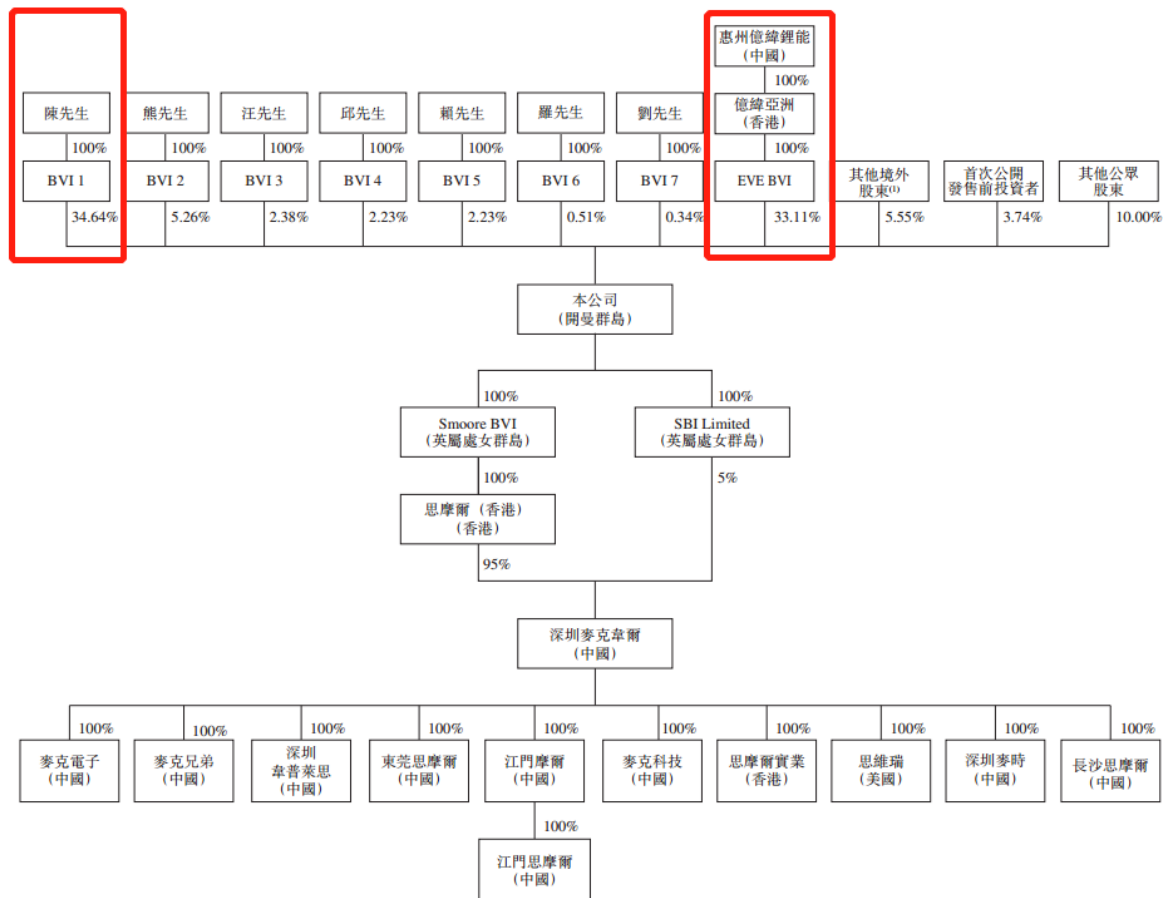 惠州億緯鋰能
(中國)
100%
陳先生
熊先生
汪先生
邱先生
賴先生
羅先生
劉先生
億緯亞洲
(香港)
100%
100%
100%
100%
100%
100%
100%
100%
BVI 1
BVI 2
BVI 3
BVI 4
BVI 5
BVI 6
BVI 7
EVE BVI
其他境外
股東(1)
首次公開
發售前投資者
其他公眾
股東
34.64%
5.26%
2.38%
2.23%
2.23%
0.51%
0.34%
33.11%
5.55%
3.74%
10.00%
本公司
(開曼群島)
100%
100%
Smoore BVI
(英屬處女群島)
SBI Limited
(英屬處女群島)
100%
5%
思摩爾 (香港)
(香港)
95%
深圳麥克韋爾
(中國)
100%
100%
100%
100%
100%
100%
100%
100%
100%
100%
麥克電子
(中國)
麥克兄弟
(中國)
深圳
韋普萊思
(中國)
東莞思摩爾
(中國)
江門摩爾
(中國)
麥克科技
(中國)
思摩爾實業
(香港)
思維瑞
(美國)
深圳麥時
(中國)
長沙思摩爾
(中國)
100%
江門思摩爾
(中國)